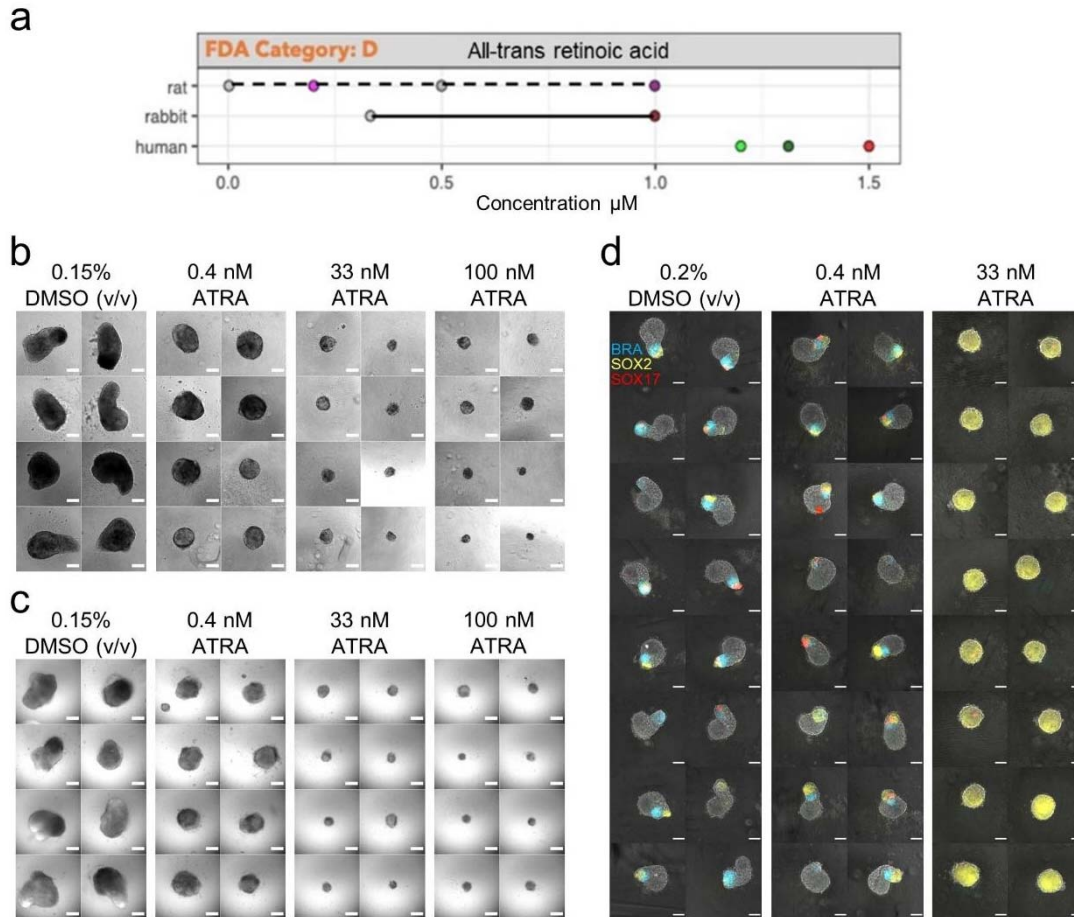 a
FDA Category: D All-trans retinoic acid
rat
rabbit
human
0.0 0.5 1.0 1.5
Concentration µM
b
0.15% 0.4 nM 33 nM 100 nM
DMSO (v/v) ATRA ATRA ATRA
c
0.15% 0.4 nM 33 nM 100 nM
DMSO (v/v) ATRA ATRA ATRA
d
0.2% 0.4 nM 33 nM
DMSO (v/v) ATRA ATRA
BRA
SOX2
SOX17